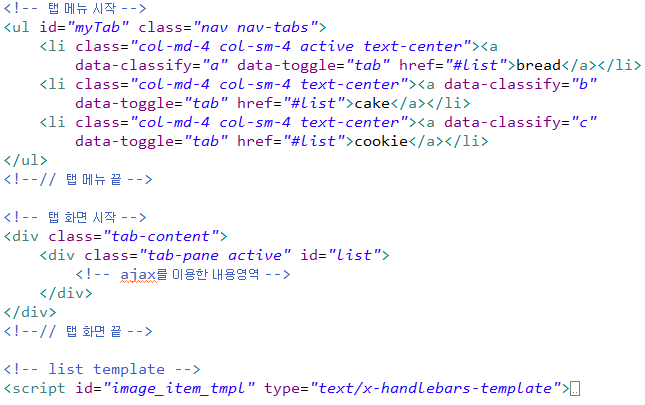 <!-- 탭 메뉴 시작 -->
<ul id="myTab" class="nav nav-tabs">
<li class="col-md-4 col-sm-4 active text-center"><a
data-classify="a" data-toggle="tab" href="#list">bread</a></li>
<li class="col-md-4 col-sm-4 text-center"><a data-classify="b"
data-toggle="tab" href="#list">cake</a></li>
<li class="col-md-4 col-sm-4 text-center"><a data-classify="c"
data-toggle="tab" href="#list">cookie</a></li>
</ul>
<!--// 탭 메뉴 끝 -->
<!-- 탭 화면 시작 -->
<div class="tab-content">
<div class="tab-pane active" id="list">
<!-- ajax를 이용한 내용영역 -->
</div>
</div>
<!--// 탭 화면 끝 -->
<!-- list template -->
<script id="image_item_tmpl" type="text/x-handlebars-template">